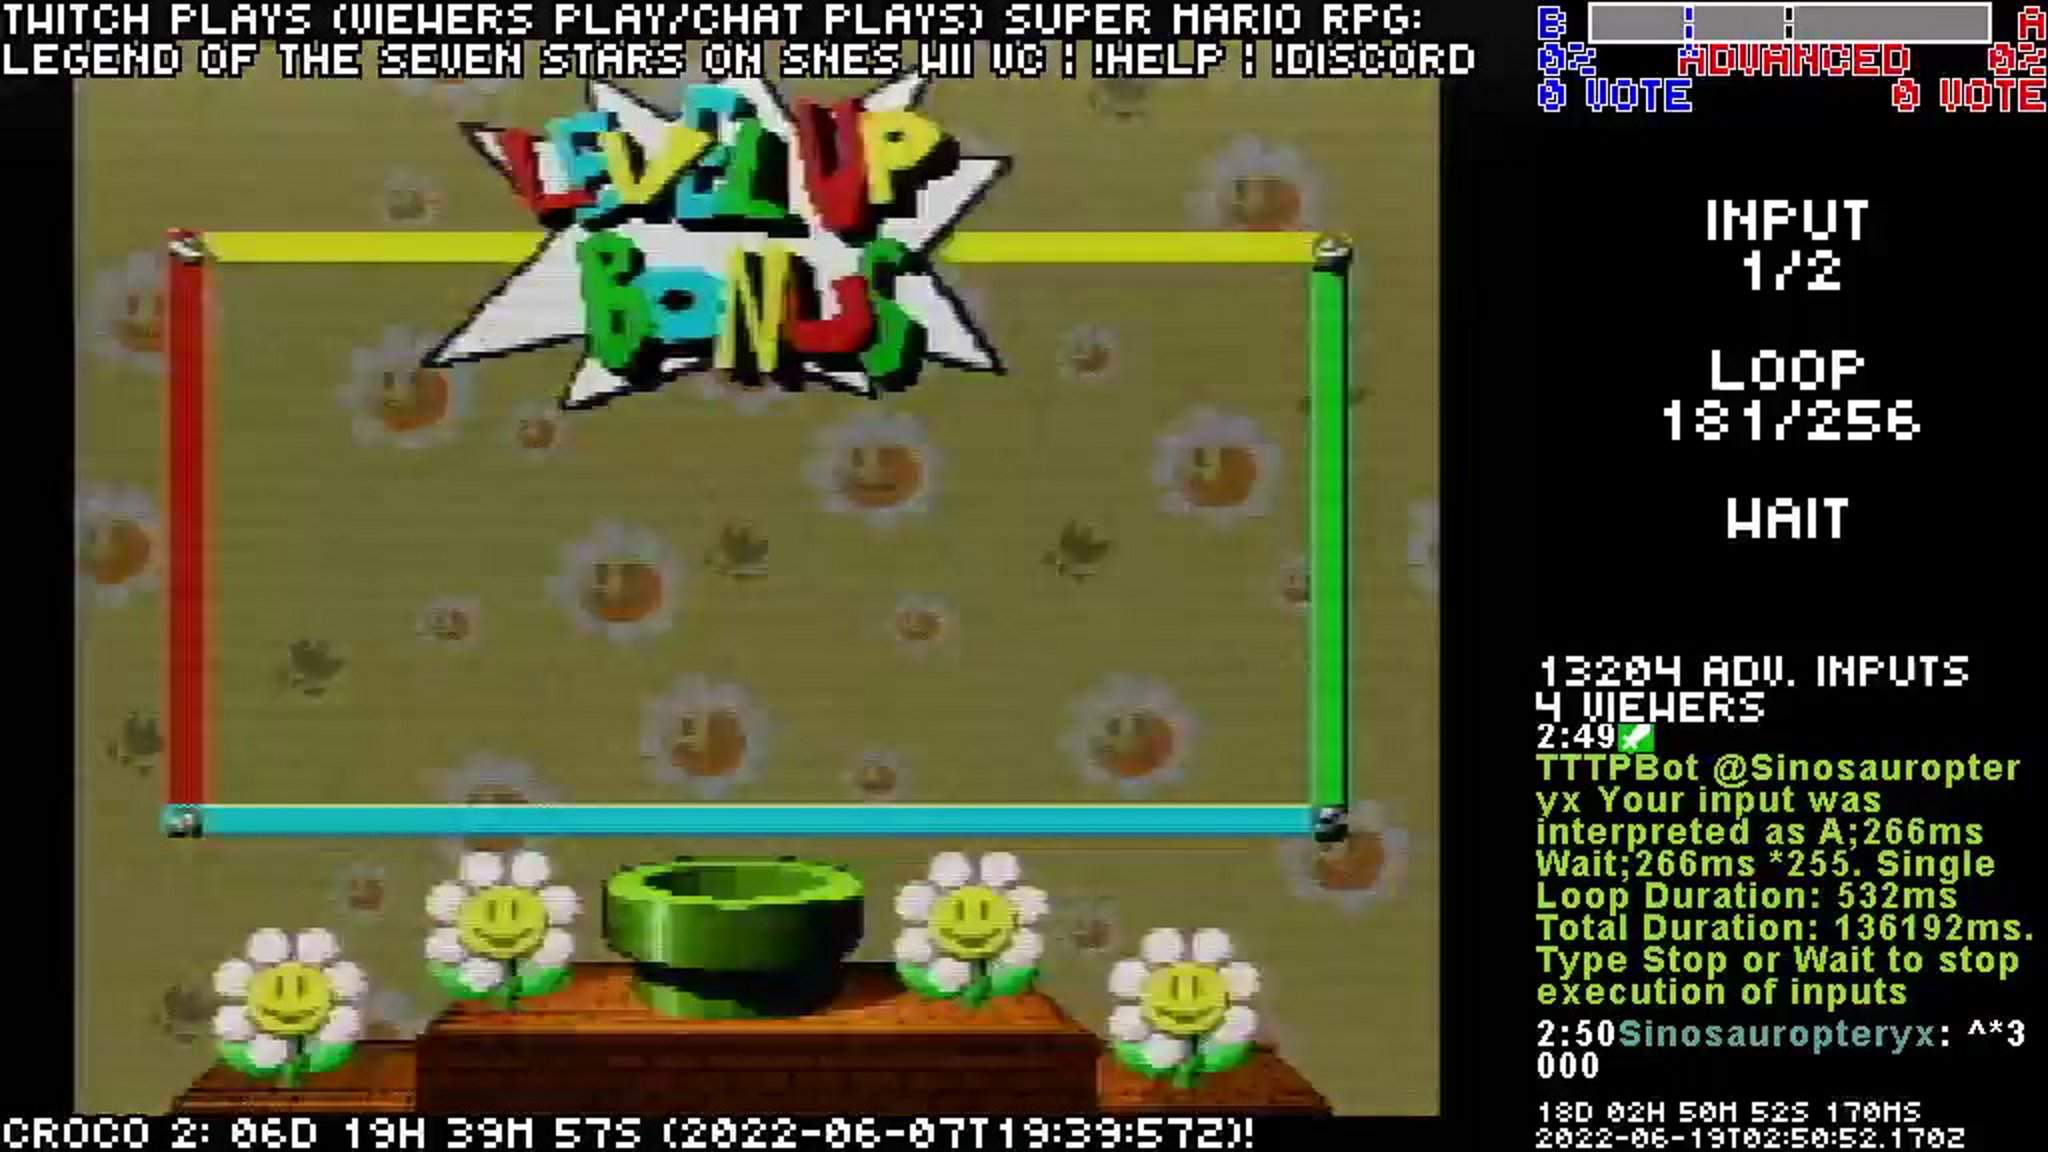 TWITCH PLAYS (VIEWERS PLAY/CHAT PLAYS) SUPER MARIO RPG:
LEGEND OF THE SEVEN STARS ON SNES WII VC | !HELP | !DISCORD
B A
0% ADVANCED 0%
0 VOTE 0 VOTE
LEVEL UP
BONUS
INPUT
1/2
LOOP
181/256
WAIT
13204 ADV. INPUTS
4 VIEWERS
2:49
TTTPBot @Sinosauropter
yx Your input was
interpreted as A;266ms
Wait;266ms *255. Single
Loop Duration: 532ms
Total Duration: 136192ms.
Type Stop or Wait to stop
execution of inputs
2:50Sinosauropteryx: ^*3
000
18D 02H 50M 52S 170MS
2022-06-19T02:50:52.170Z
CROCO 2: 06D 19H 39M 57S (2022-06-07T19:39:57Z)!